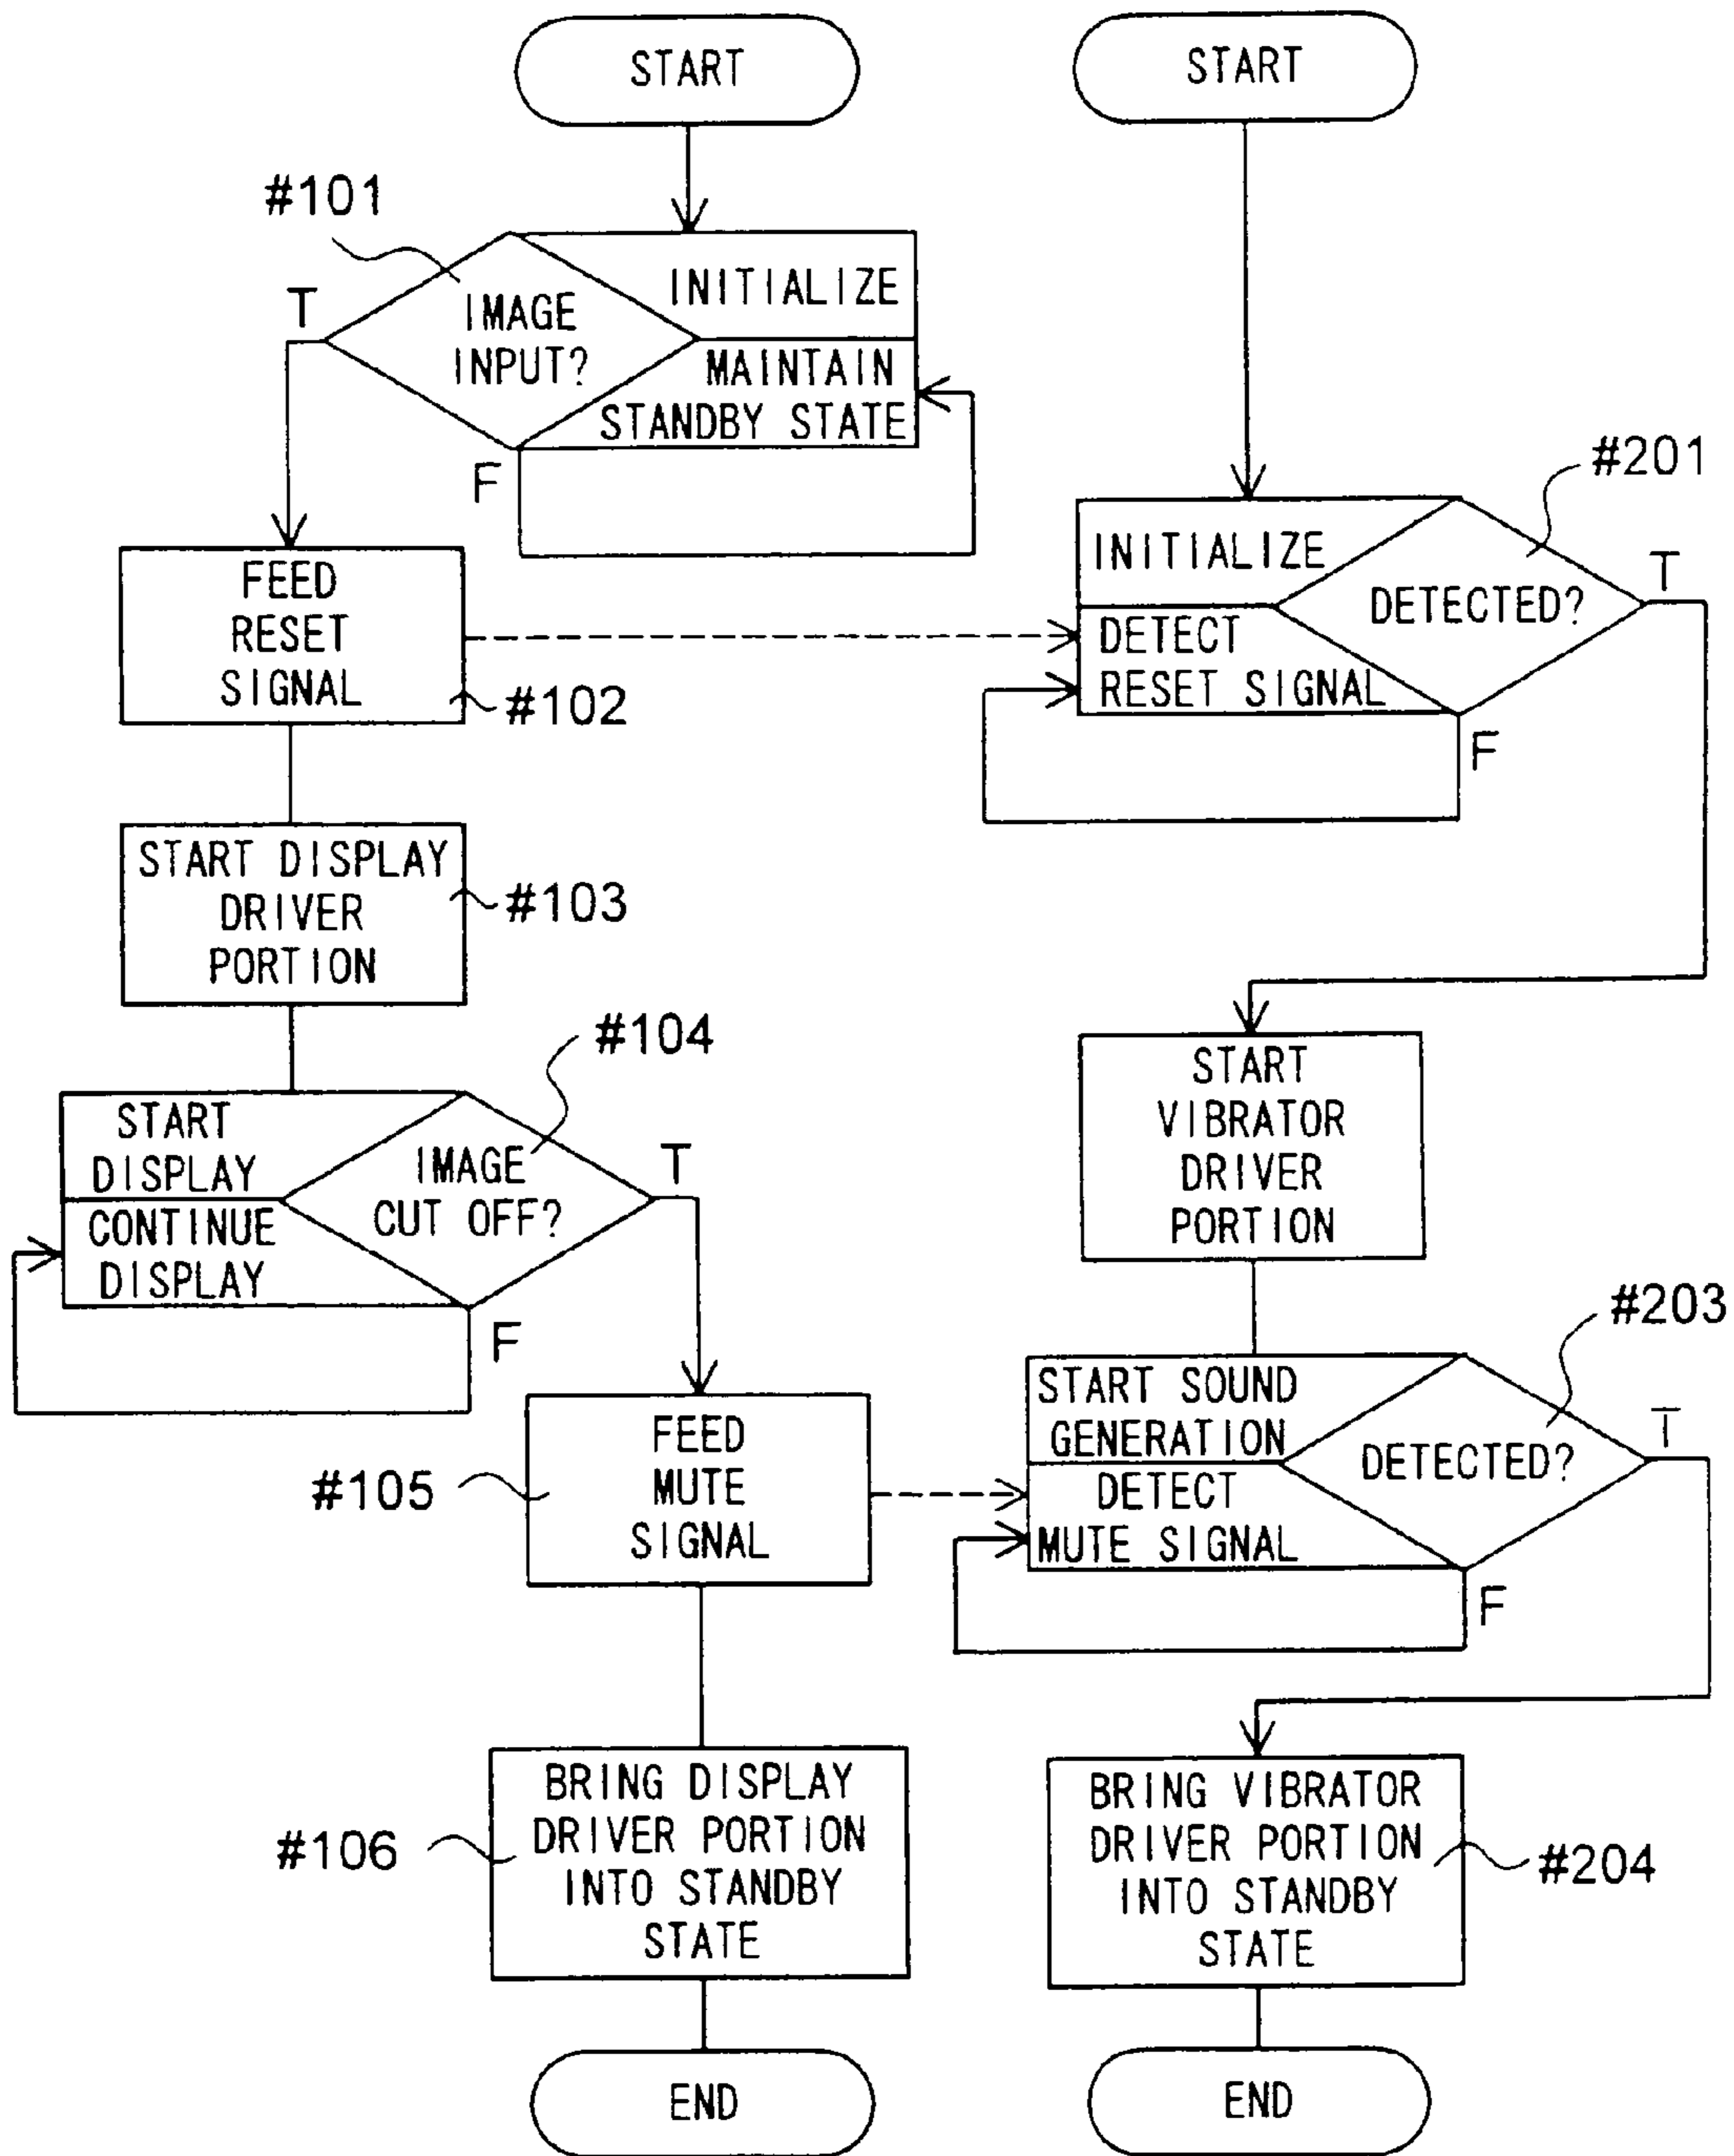 START
#101
T
IMAGE
INPUT?
INITIALIZE
MAINTAIN
STANDBY STATE
F
FEED
RESET
SIGNAL
#102
START DISPLAY
DRIVER
PORTION
#103
#104
START
DISPLAY
IMAGE
CUT OFF?
T
CONTINUE
DISPLAY
F
FEED
MUTE
SIGNAL
#105
BRING DISPLAY
DRIVER PORTION
INTO STANDBY
STATE
#106
END
START
#201
INITIALIZE
DETECTED?
T
DETECT
RESET SIGNAL
F
START
VIBRATOR
DRIVER
PORTION
#203
START SOUND
GENERATION
DETECTED?
T
DETECT
MUTE SIGNAL
F
BRING VIBRATOR
DRIVER PORTION
INTO STANDBY
STATE
#204
END